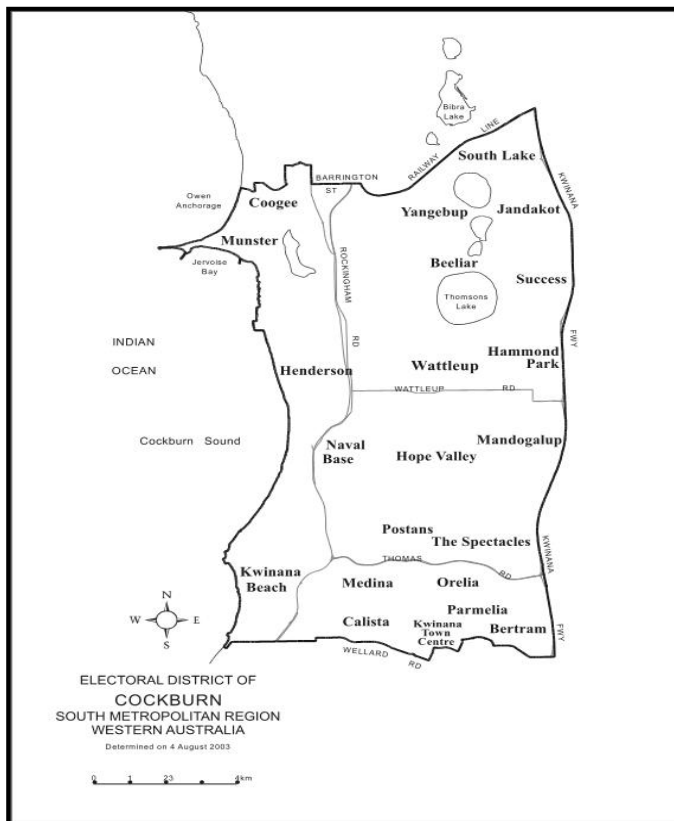 Bibra
Lake
RAILWAY LINE
South Lake
KWINANA
BARRINGTON
ST
Owen
Anchorage
Coogee
Yangebup
Jandakot
Munster
ROCKINGHAM
Jervoise
Bay
Beeliar
Success
Thomsons
Lake
INDIAN
OCEAN
RD
FWY
Hammond
Park
Henderson
Wattleup
WATTLEUP RD
Cockburn Sound
Naval
Base
Mandogalup
Hope Valley
Postans
The Spectacles
KWINANA
THOMAS
RD
Kwinana
Beach
Medina
Orelia
N
W E
S
Parmelia
Calista
Kwinana
Town
Centre
Bertram
FWY
WELLARD
RD
ELECTORAL DISTRICT OF
COCKBURN
SOUTH METROPOLITAN REGION
WESTERN AUSTRALIA
Determined on 4 August 2003
0 1 23 4km